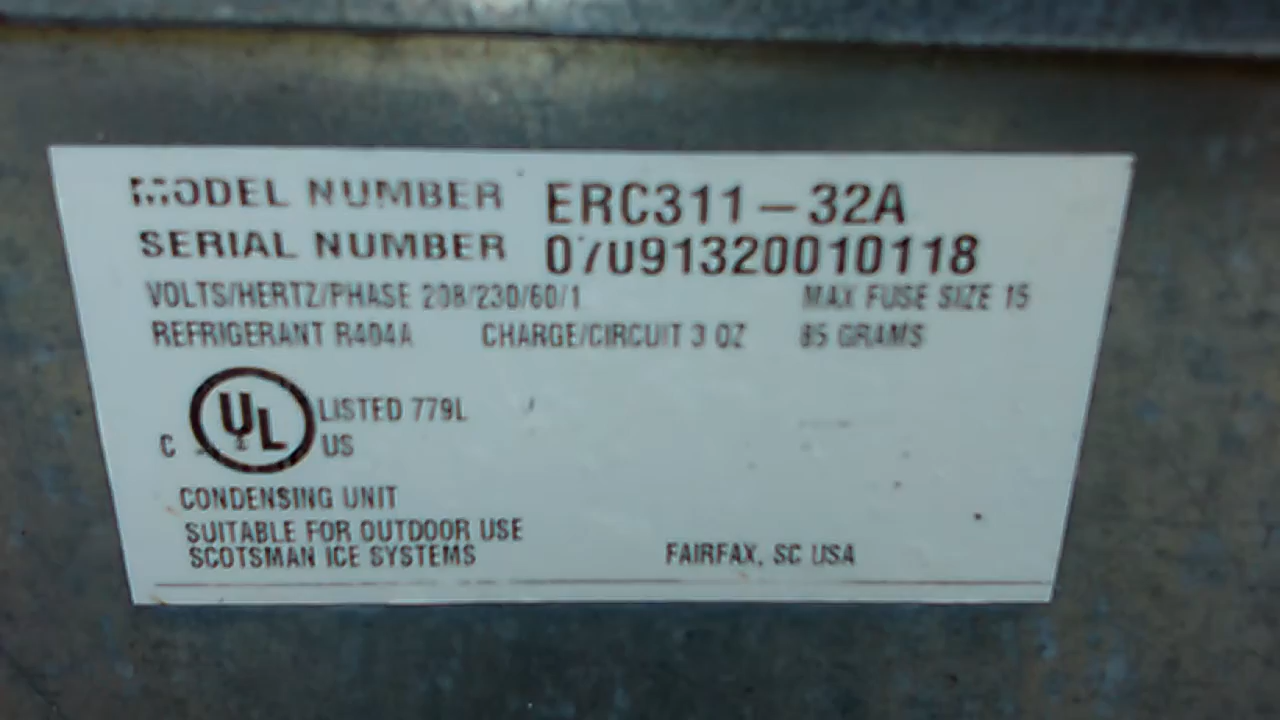 MODEL NUMBER ERC311-32A
SERIAL NUMBER 07091320010118
VOLTS/HERTZ/PHASE 208/230/60/1 MAX FUSE SIZE 15
REFRIGERANT R404A CHARGE/CIRCUIT 3 OZ 85 GRAMS
UL LISTED 779L
C US
CONDENSING UNIT
SUITABLE FOR OUTDOOR USE
SCOTSMAN ICE SYSTEMS FAIRFAX, SC USA